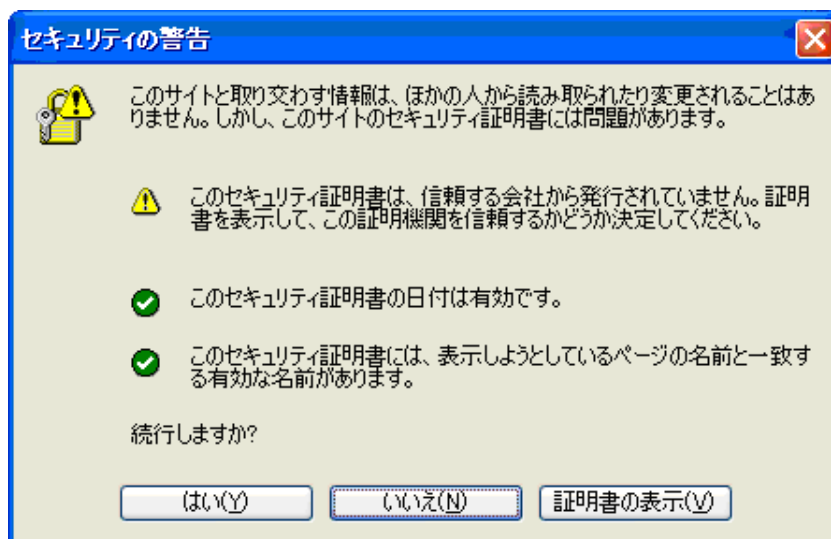 セキュリティの警告
このサイトと取り交わす情報は、ほかの人から読み取られたり変更されることはあ
りません。しかし、このサイトのセキュリティ証明書には問題があります。
このセキュリティ証明書は、信頼する会社から発行されていません。証明
書を表示して、この証明機関を信頼するかどうか決定してください。
このセキュリティ証明書の日付は有効です。
このセキュリティ証明書には、表示しようとしているページの名前と一致す
る有効な名前があります。
続行しますか?
はい(Y) いいえ(N) 証明書の表示(V)